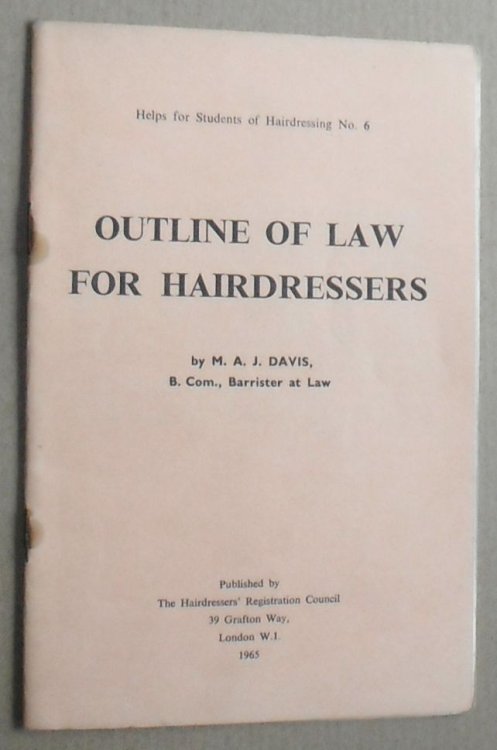 Helps for Students of Hairdressing No. 6
OUTLINE OF LAW
FOR HAIRDRESSERS
by M. A. J. DAVIS,
B. Com., Barrister at Law
Published by
The Hairdressers' Registration Council
39 Grafton Way,
London W.1.
1965